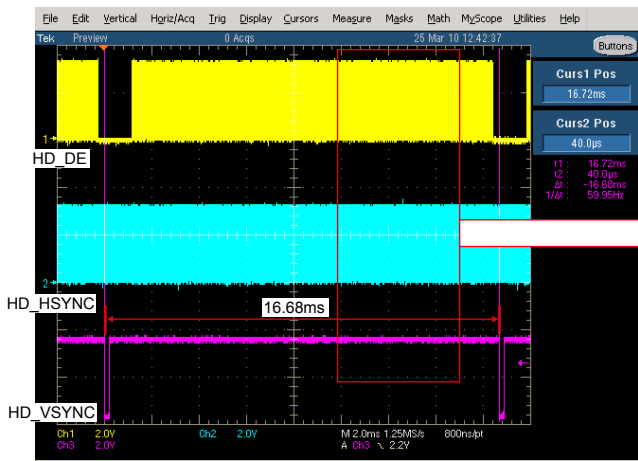 File Edit Vertical Horiz/Acq Trig Display Cursors Measure Masks Math MyScope Utilities Help
Tek Preview 0 Acqs 25 Mar 10 12:42:37
Buttons
Curs1 Pos
16.72ms
Curs2 Pos
40.0µs
t1: 16.72ms
t2: 40.0µs
Δt: -16.68ms
1/Δt: 59.95Hz
1
HD_DE
2
HD_HSYNC
16.68ms
HD_VSYNC
Ch1 2.0V Ch2 2.0V M 2.0ms 1.25MS/s 800ns/pt
Ch3 2.0V A Ch3 \ 2.2V